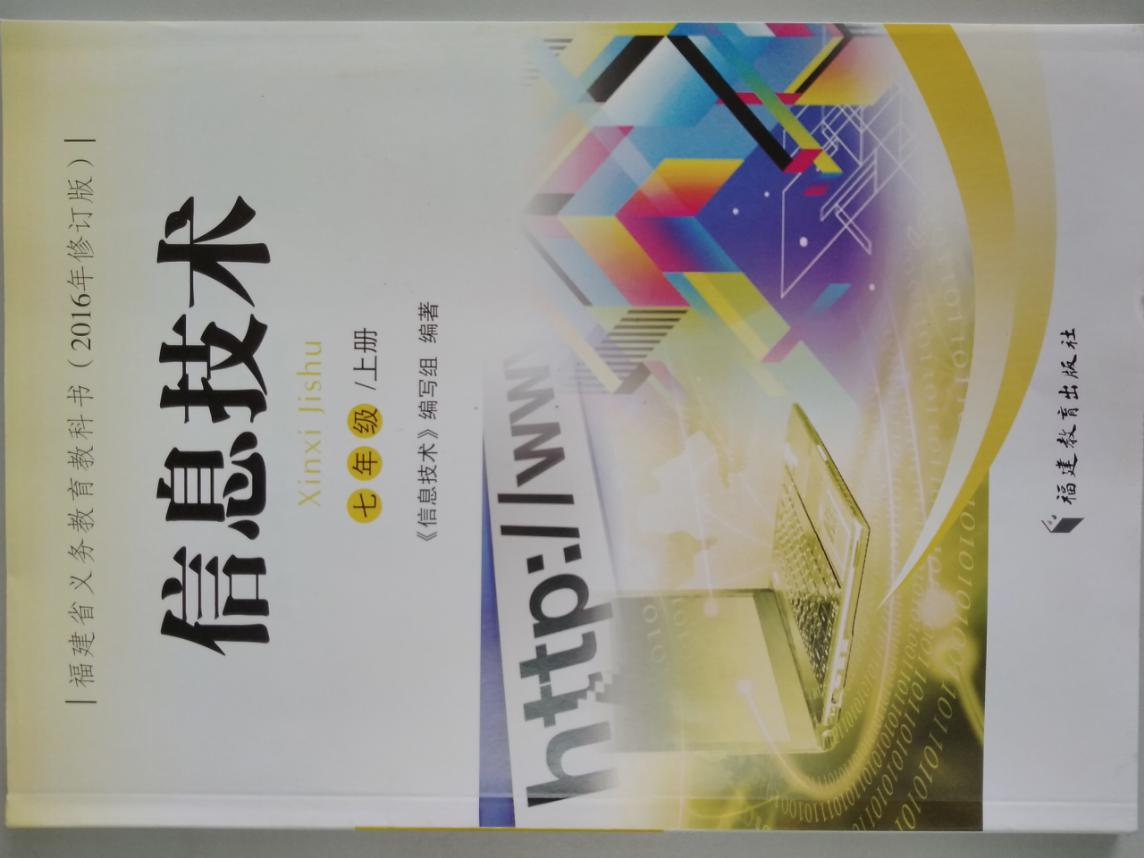 福建省义务教育教科书（2016年修订版）
信息技术
Xinxi Jishu
七年级/上册
《信息技术》编写组 编著
http://www
福建教育出版社